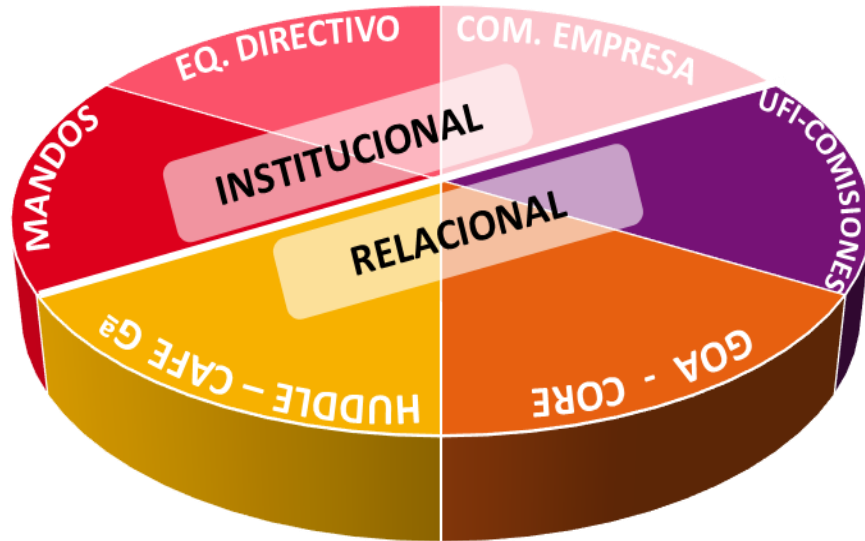 EQ. DIRECTIVO
COM. EMPRESA
MANDOS
INSTITUCIONAL
UFI-COMISIONES
RELACIONAL
HUDDLE – CAFE Gª
GOA - CORE